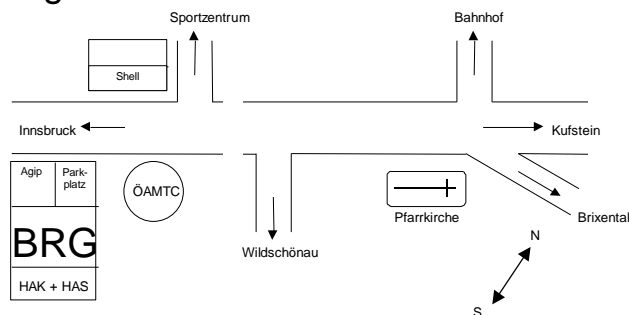 Sportzentrum
Bahnhof
Shell
Innsbruck
Kufstein
Agip
Park-
platz
ÖAMTC
BRG
Pfarrkirche
Brixental
Wildschönau
N
HAK + HAS
S